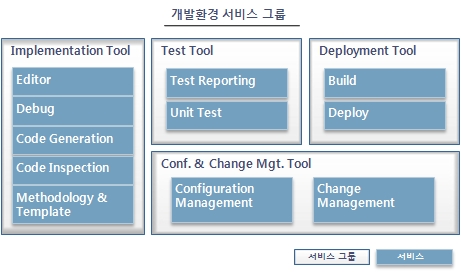 개발환경 서비스 그룹
Implementation Tool
Editor
Debug
Code Generation
Code Inspection
Methodology &
Template
Test Tool
Test Reporting
Unit Test
Deployment Tool
Build
Deploy
Conf. & Change Mgt. Tool
Configuration
Management
Change
Management
서비스 그룹
서비스